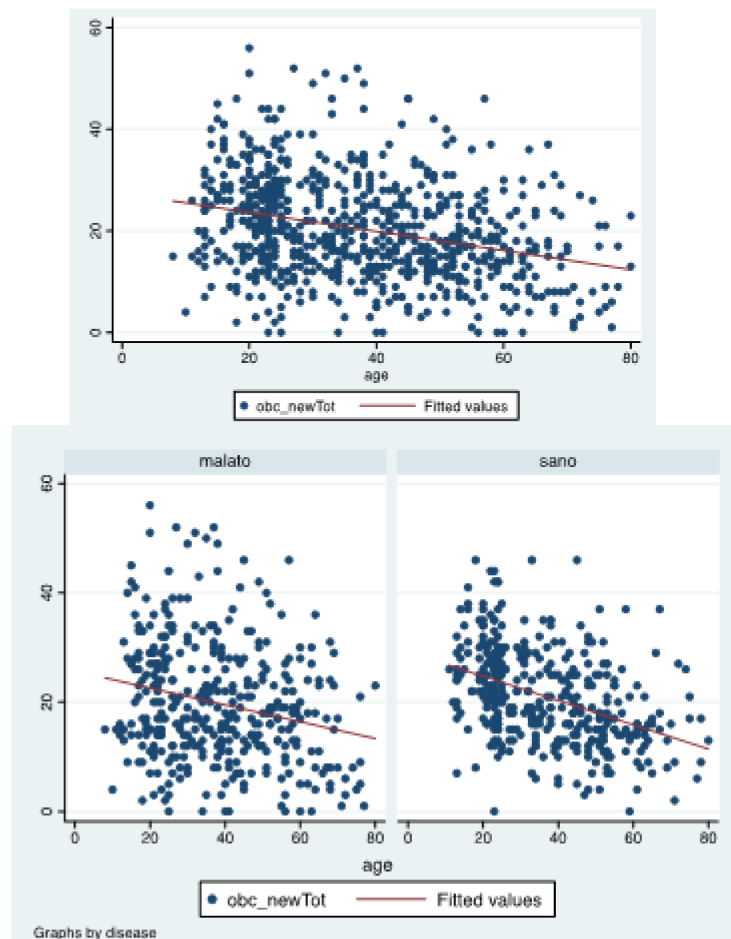 60
40
20
0
0 20 40 60 80
age
obc_newTot Fitted values
malato sano
60
40
20
0
0 20 40 60 80 0 20 40 60 80
age
obc_newTot Fitted values
Graphs by disease